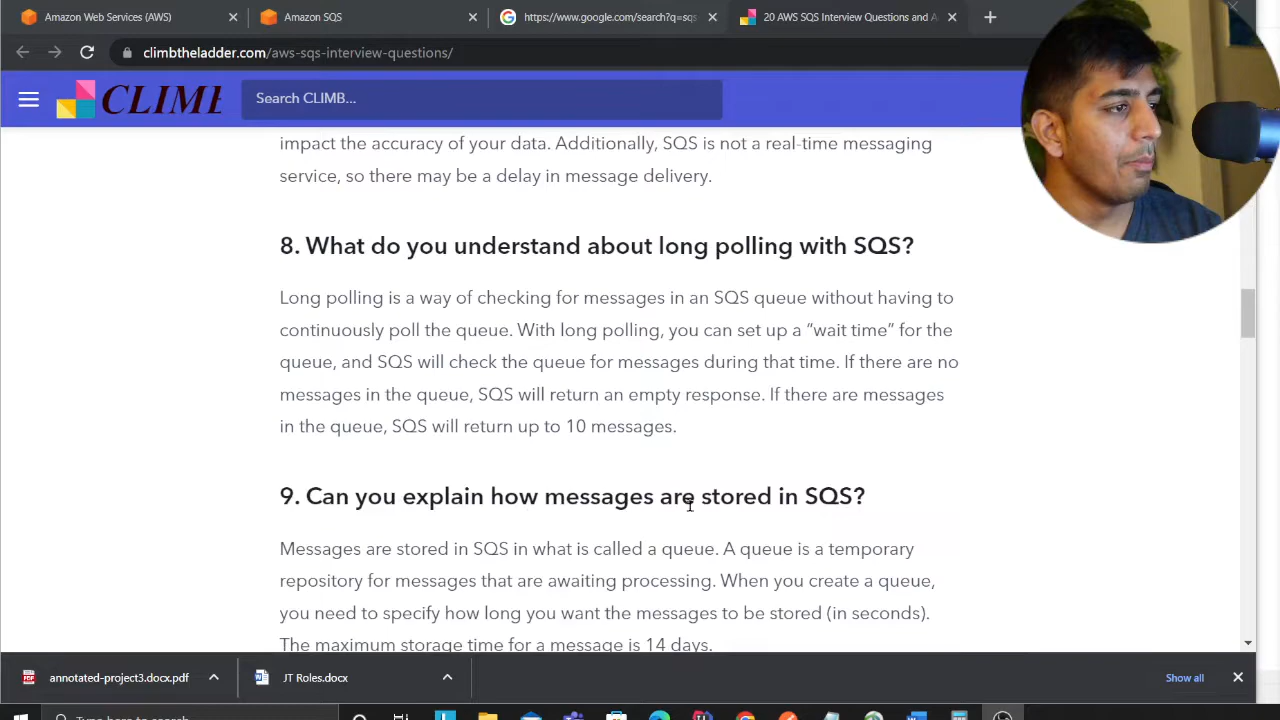 Amazon Web Services (AWS)
Amazon SQS
https://www.google.com/search?q=sqs
20 AWS SQS Interview Questions and A
climbtheladder.com/aws-sqs-interview-questions/
CLIME
Search CLIMB...
impact the accuracy of your data. Additionally, SQS is not a real-time messaging
service, so there may be a delay in message delivery.
8. What do you understand about long polling with SQS?
Long polling is a way of checking for messages in an SQS queue without having to
continuously poll the queue. With long polling, you can set up a “wait time” for the
queue, and SQS will check the queue for messages during that time. If there are no
messages in the queue, SQS will return an empty response. If there are messages
in the queue, SQS will return up to 10 messages.
9. Can you explain how messages are stored in SQS?
Messages are stored in SQS in what is called a queue. A queue is a temporary
repository for messages that are awaiting processing. When you create a queue,
you need to specify how long you want the messages to be stored (in seconds).
The maximum storage time for a message is 14 days.
annotated-project3.docx.pdf
JT Roles.docx
Show all
Type here to search